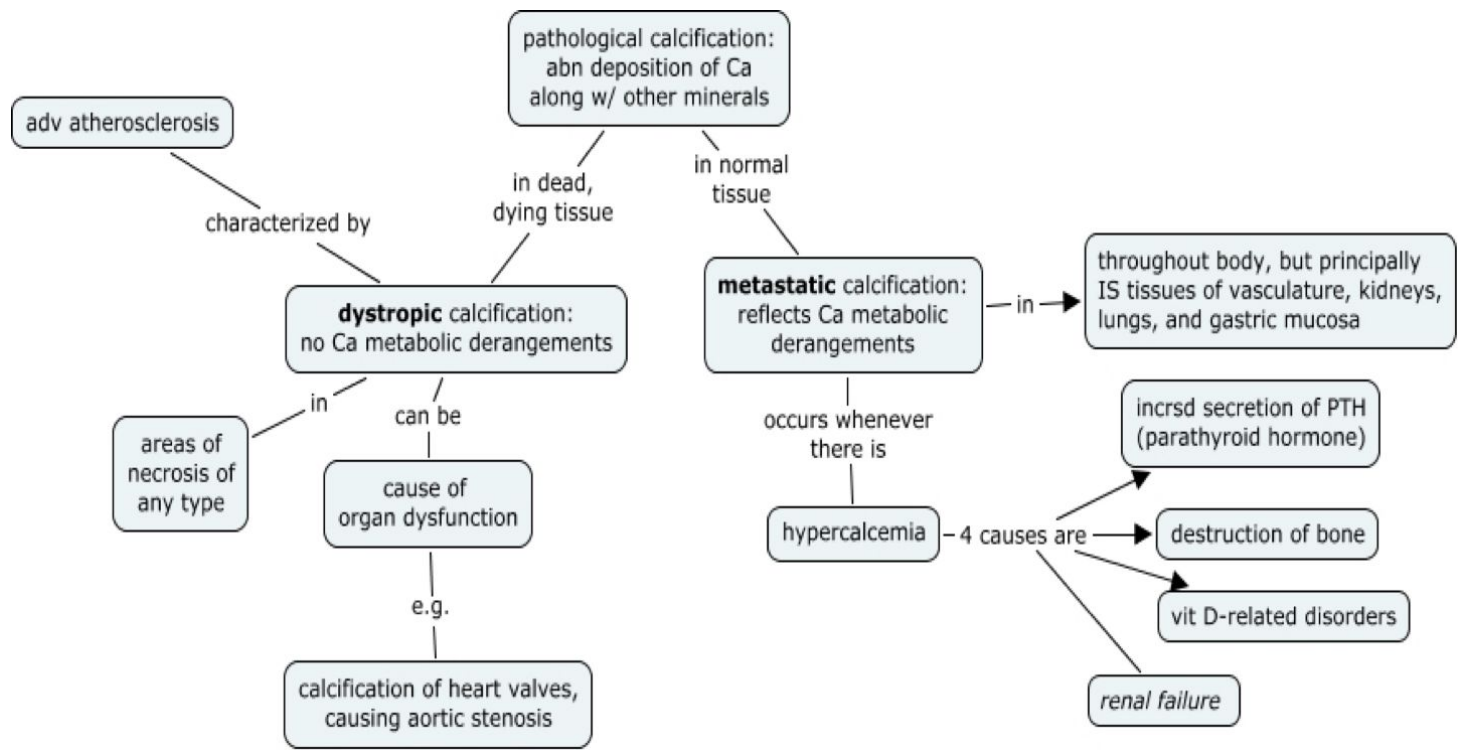 pathological calcification:
abn deposition of Ca
along w/ other minerals
adv atherosclerosis
characterized by
in dead,
dying tissue
in normal
tissue
dystropic calcification:
no Ca metabolic derangements
metastatic calcification:
reflects Ca metabolic
derangements
in
throughout body, but principally
IS tissues of vasculature, kidneys,
lungs, and gastric mucosa
in
areas of
necrosis of
any type
can be
cause of
organ dysfunction
e.g.
calcification of heart valves,
causing aortic stenosis
occurs whenever
there is
hypercalcemia
4 causes are
incrsd secretion of PTH
(parathyroid hormone)
destruction of bone
vit D-related disorders
renal failure